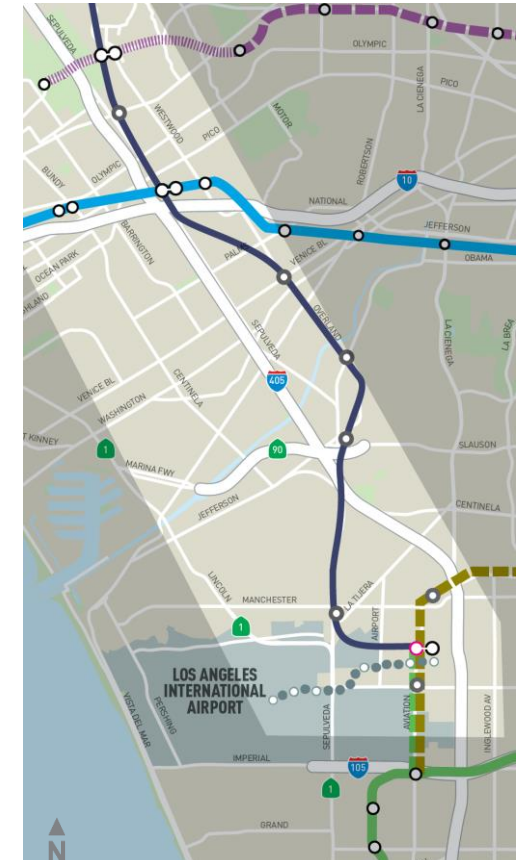 SEPULVEDA
OLYMPIC
LA CIENEGA
PICO
WESTWOOD
MOTOR
PICO
ROBERTSON
BUNDY
OLYMPIC
10
NATIONAL
BARRINGTON
JEFFERSON
PALMS
VENICE BL
OBAMA
OCEAN PARK
OVERLAND
SEPULVEDA
LA CIENEGA
LA BREA
405
VENICE BL
CENTINELA
WASHINGTON
T KINNEY
1
90
SLAUSON
MARINA FWY
JEFFERSON
CENTINELA
LINCOLN
MANCHESTER
LA TIJERA
AIRPORT
1
LOS ANGELES
INTERNATIONAL
AIRPORT
PERSHING
VISTA DEL MAR
SEPULVEDA
AVIATION
INGLEWOOD AV
IMPERIAL
105
1
GRAND
N